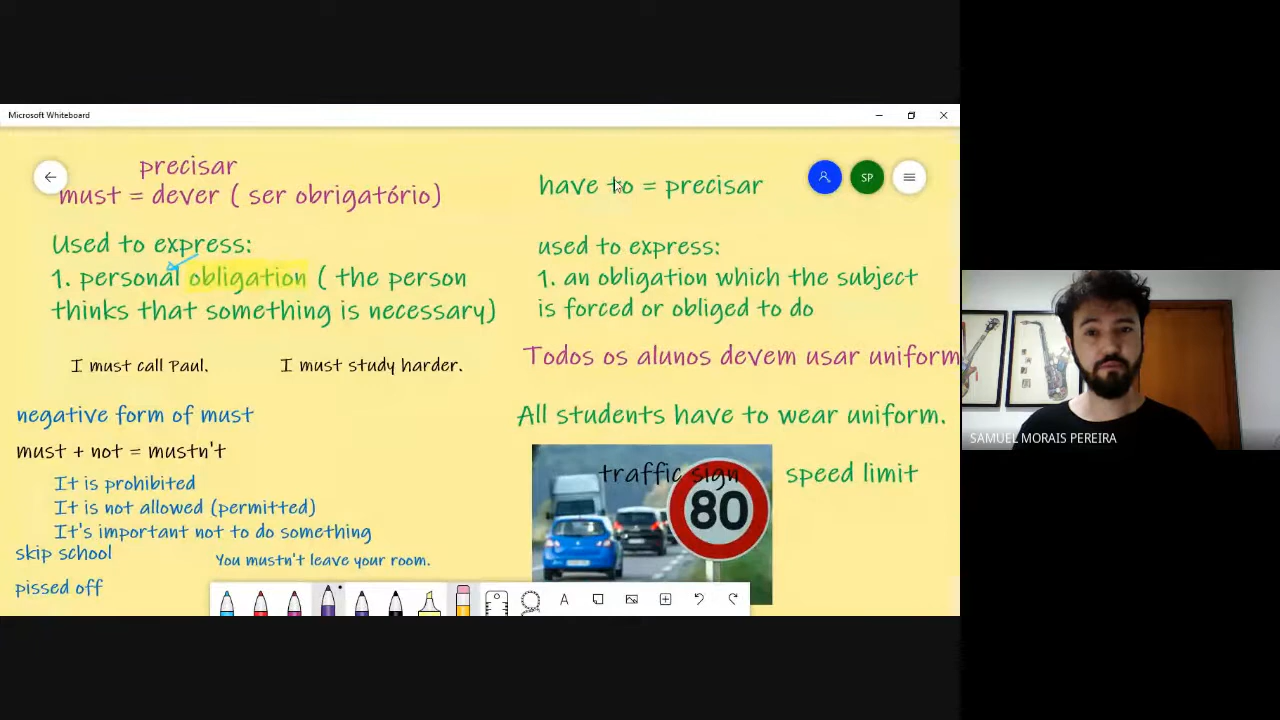 Microsoft Whiteboard
precisar
must = dever ( ser obrigatório)
Used to express:
1. personal obligation ( the person
thinks that something is necessary)
I must call Paul.
I must study harder.
negative form of must
must + not = mustn't
It is prohibited
It is not allowed (permitted)
It's important not to do something
skip school
You mustn't leave your room.
pissed off
have to = precisar
SP
used to express:
1. an obligation which the subject
is forced or obliged to do
Todos os alunos devem usar uniform
All students have to wear uniform.
traffic sign
speed limit
80
A
SAMUEL MORAIS PEREIRA